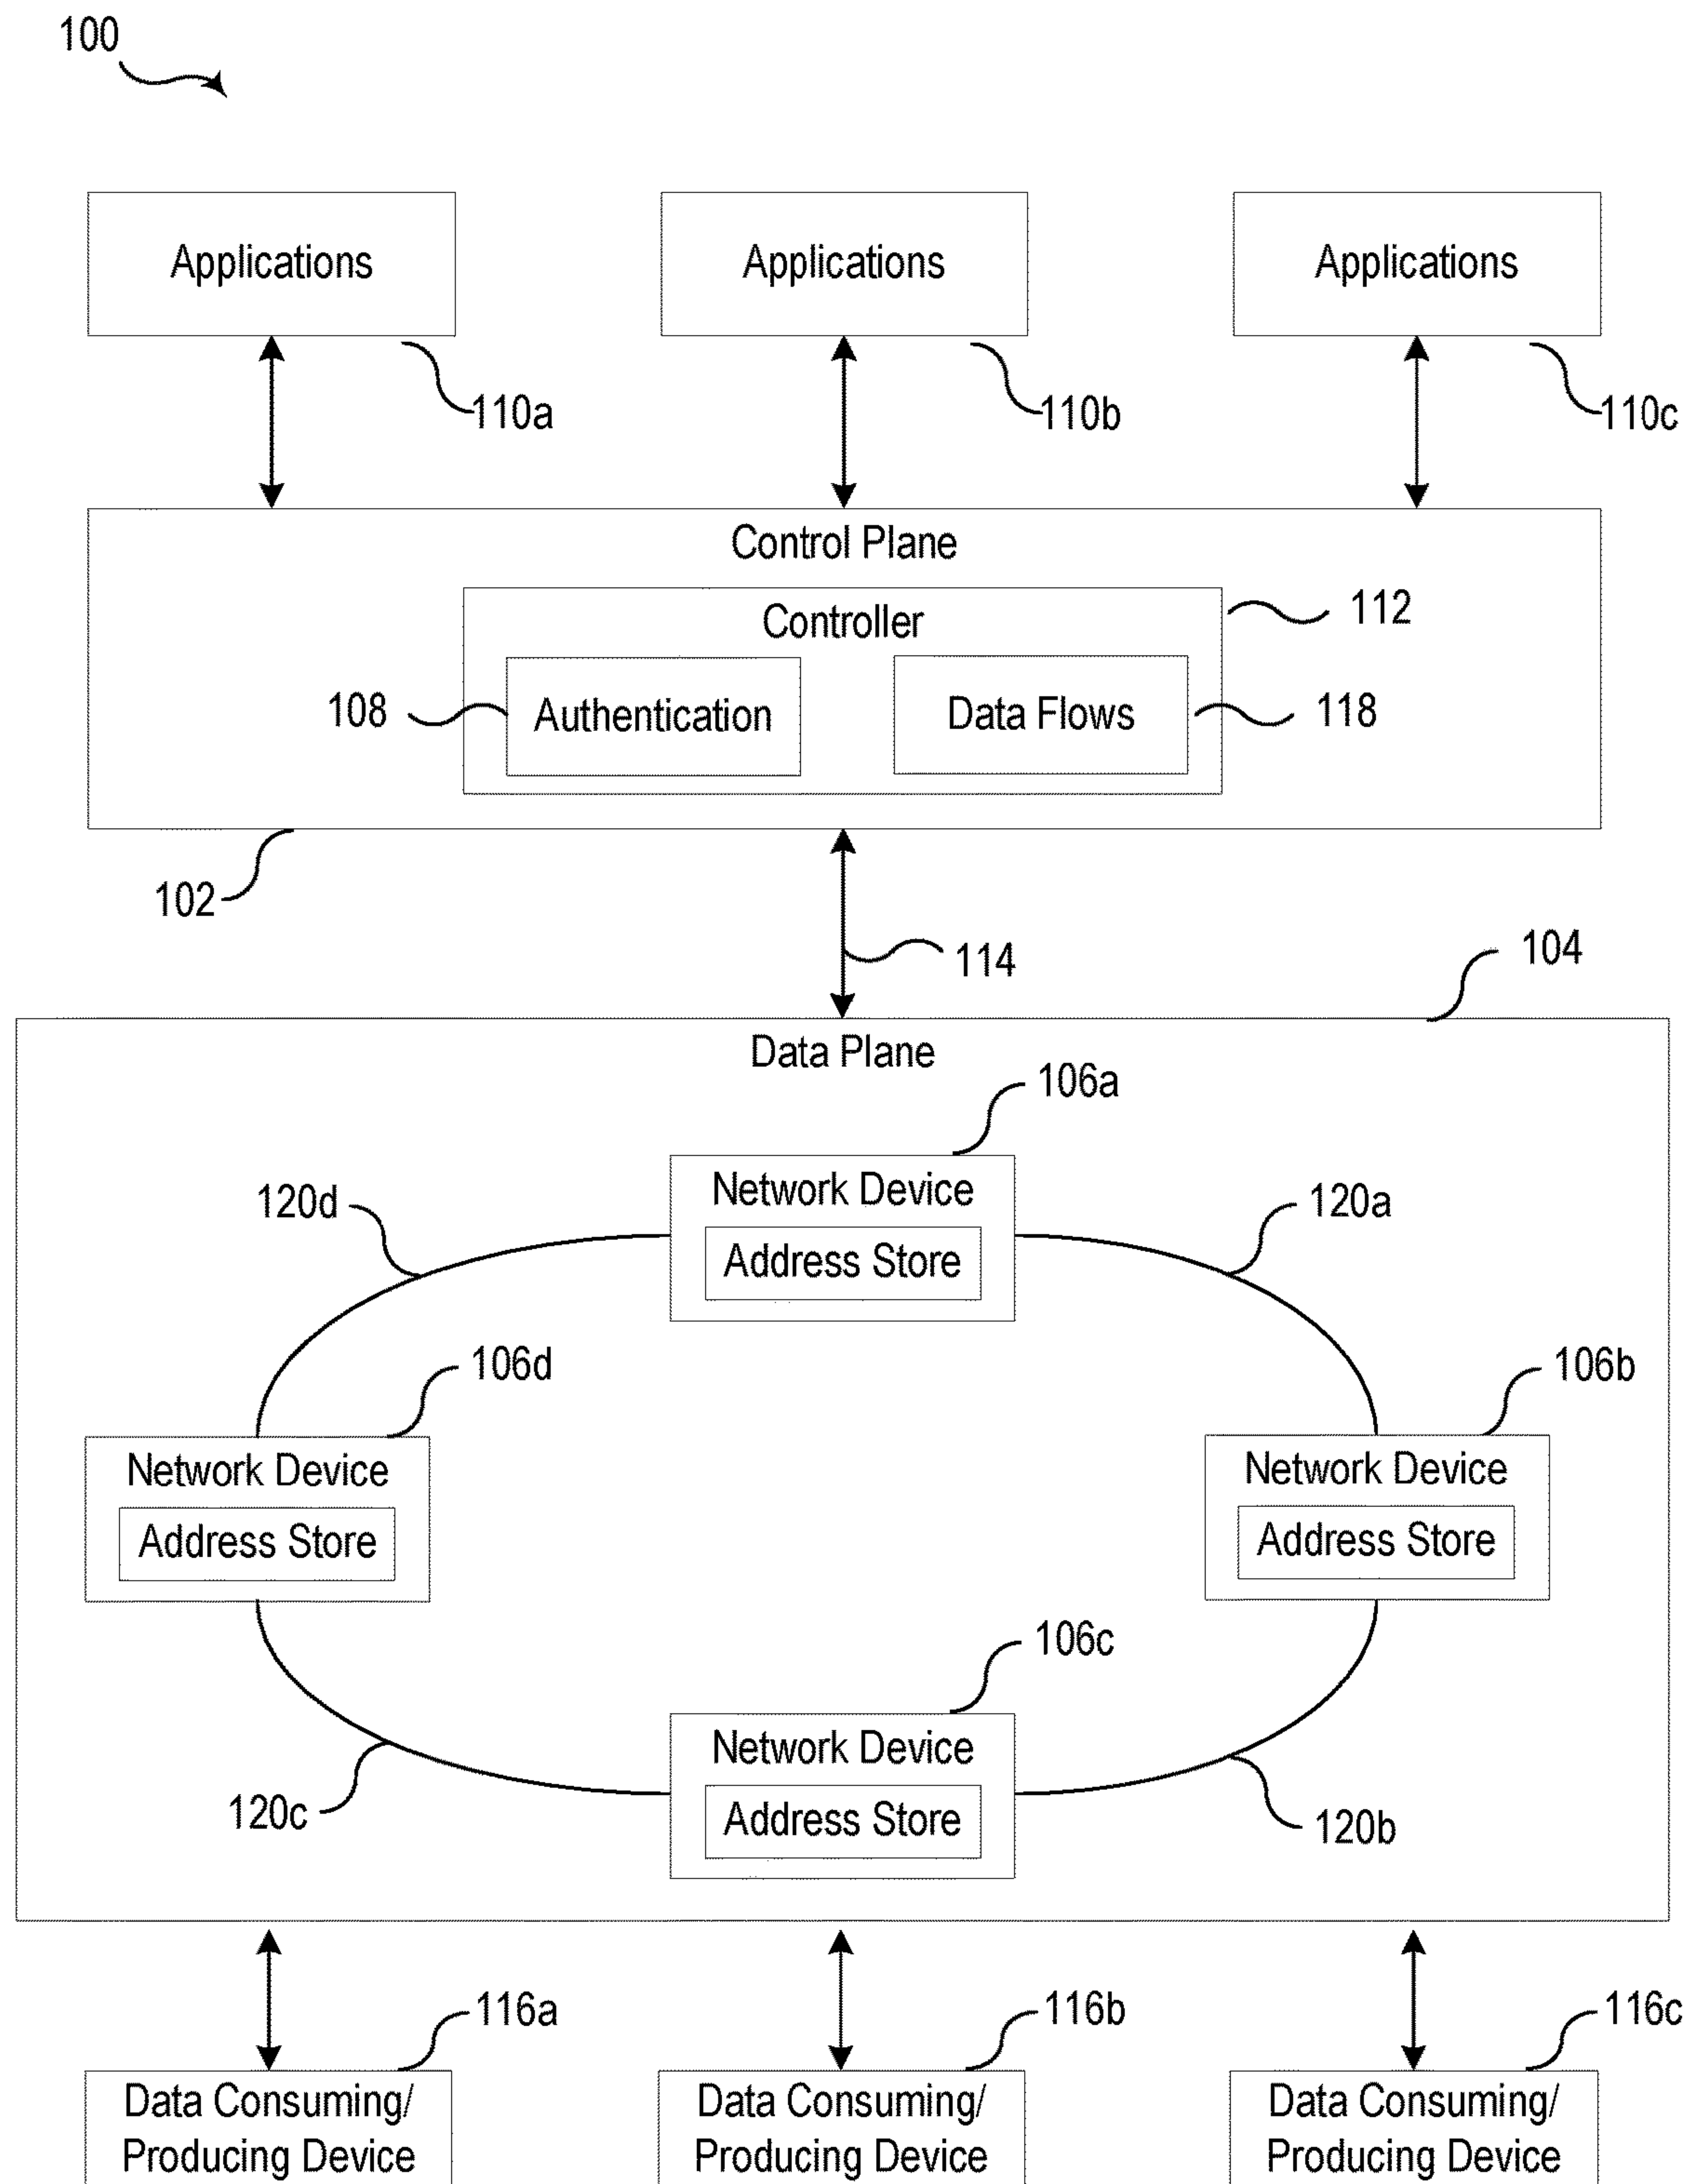 100
Applications
Applications
Applications
110a
110b
110c
Control Plane
Controller
112
108
Authentication
Data Flows
118
102
114
104
Data Plane
106a
Network Device
Address Store
120d
120a
106d
106b
Network Device
Address Store
Network Device
Address Store
106c
Network Device
Address Store
120c
120b
116a
116b
116c
Data Consuming/
Producing Device
Data Consuming/
Producing Device
Data Consuming/
Producing Device